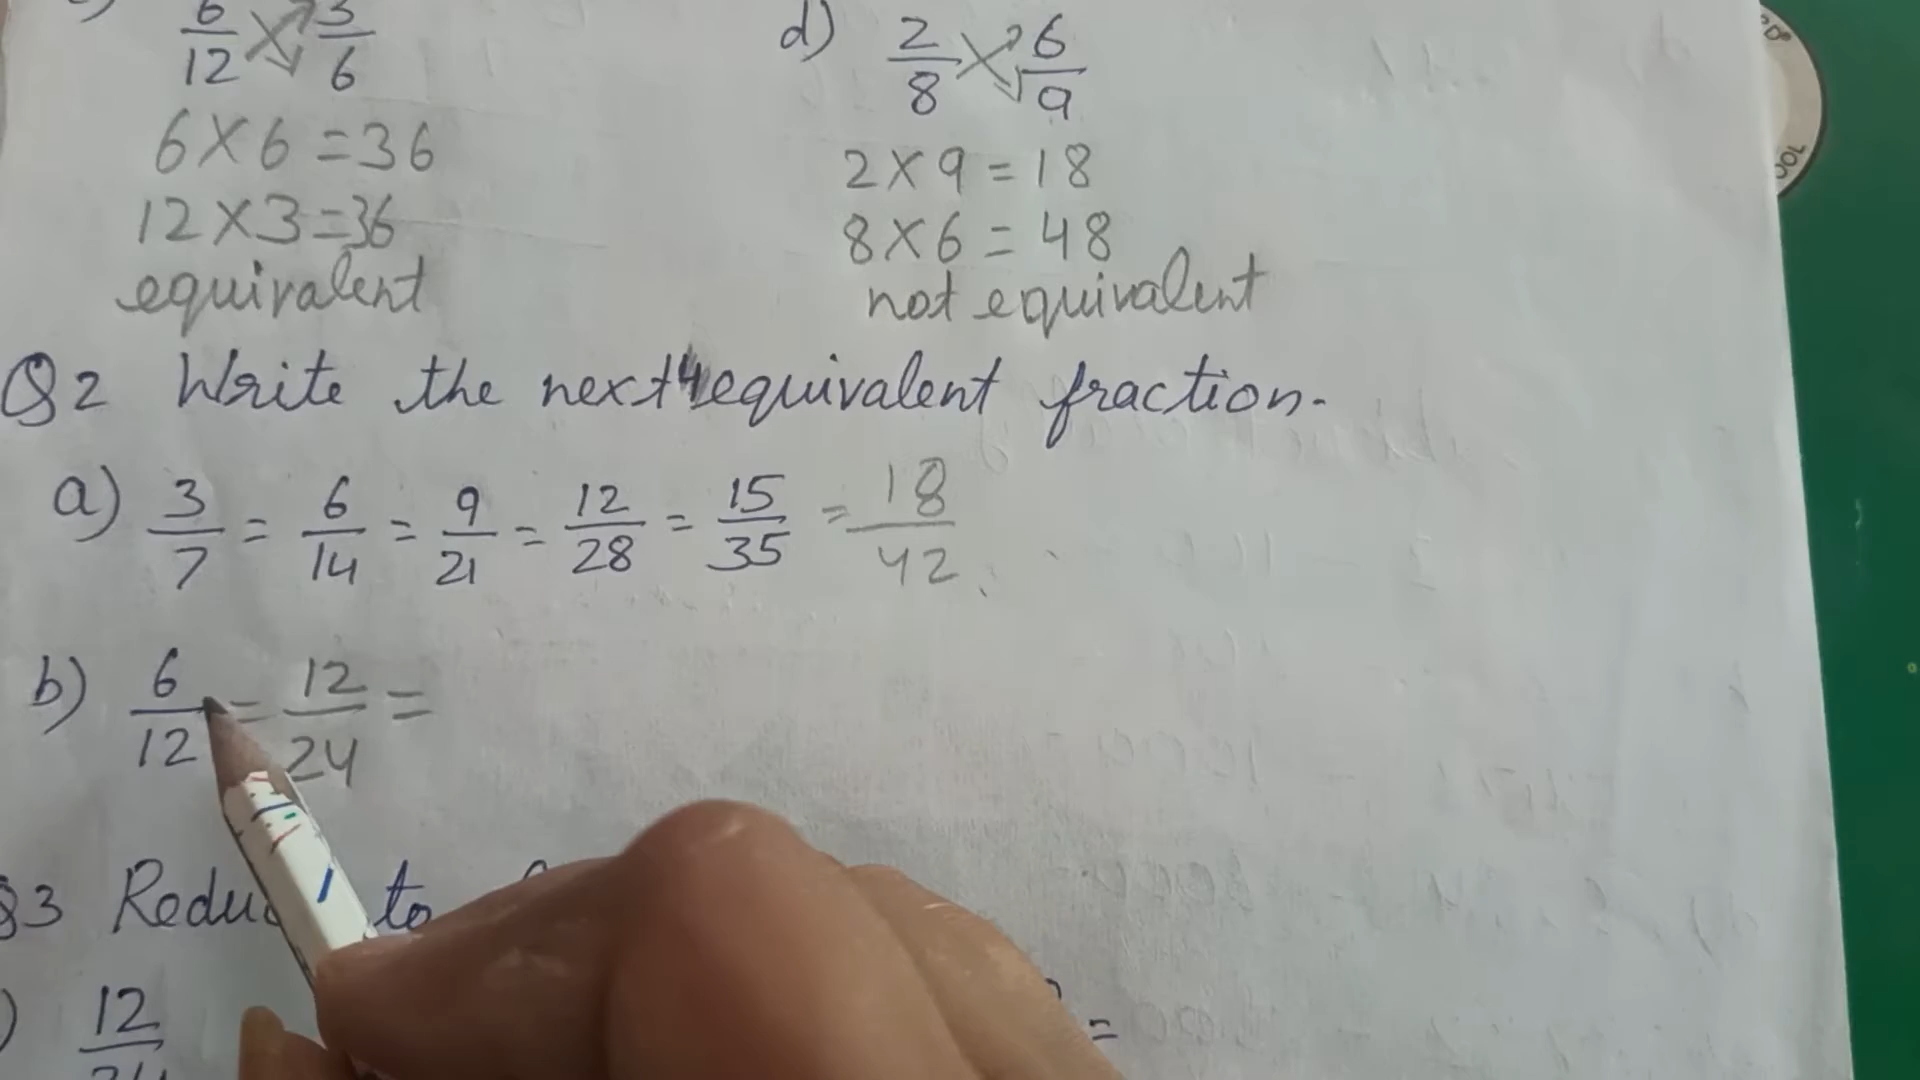 6/12 3/6
6×6=36
12×3=36
equivalent
d) 2/8 6/9
2×9=18
8×6=48
not equivalent
Q2 Write the next 4 equivalent fraction.
a) 3/7 = 6/14 = 9/21 = 12/28 = 15/35 = 18/42
b) 6/12 = 12/24 =
3 to
12
=